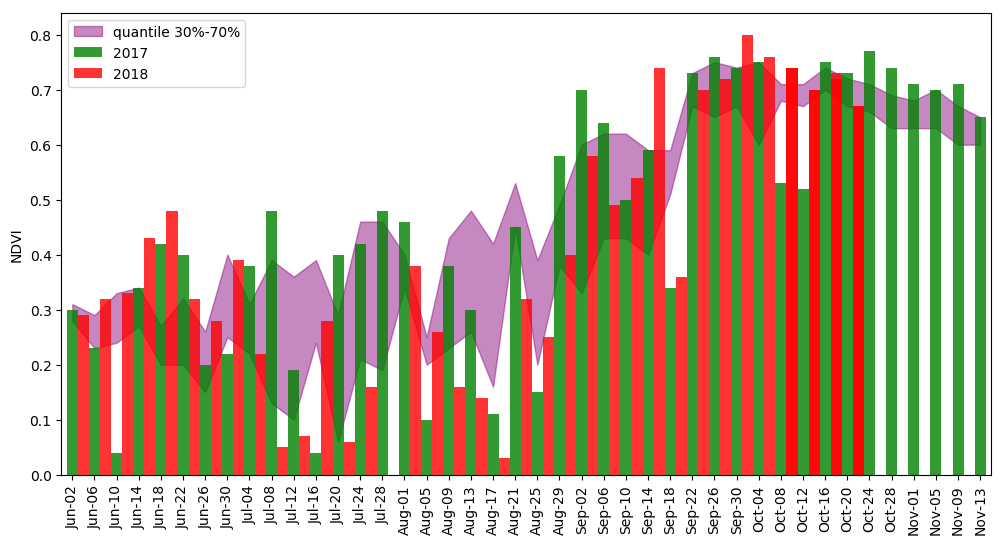 quantile 30%-70%
2017
2018
NDVI
0.8
0.7
0.6
0.5
0.4
0.3
0.2
0.1
0.0
Jun-02
Jun-06
Jun-10
Jun-14
Jun-18
Jun-22
Jun-26
Jun-30
Jul-04
Jul-08
Jul-12
Jul-16
Jul-20
Jul-24
Jul-28
Aug-01
Aug-05
Aug-09
Aug-13
Aug-17
Aug-21
Aug-25
Aug-29
Sep-02
Sep-06
Sep-10
Sep-14
Sep-18
Sep-22
Sep-26
Sep-30
Oct-04
Oct-08
Oct-12
Oct-16
Oct-20
Oct-24
Oct-28
Nov-01
Nov-05
Nov-09
Nov-13